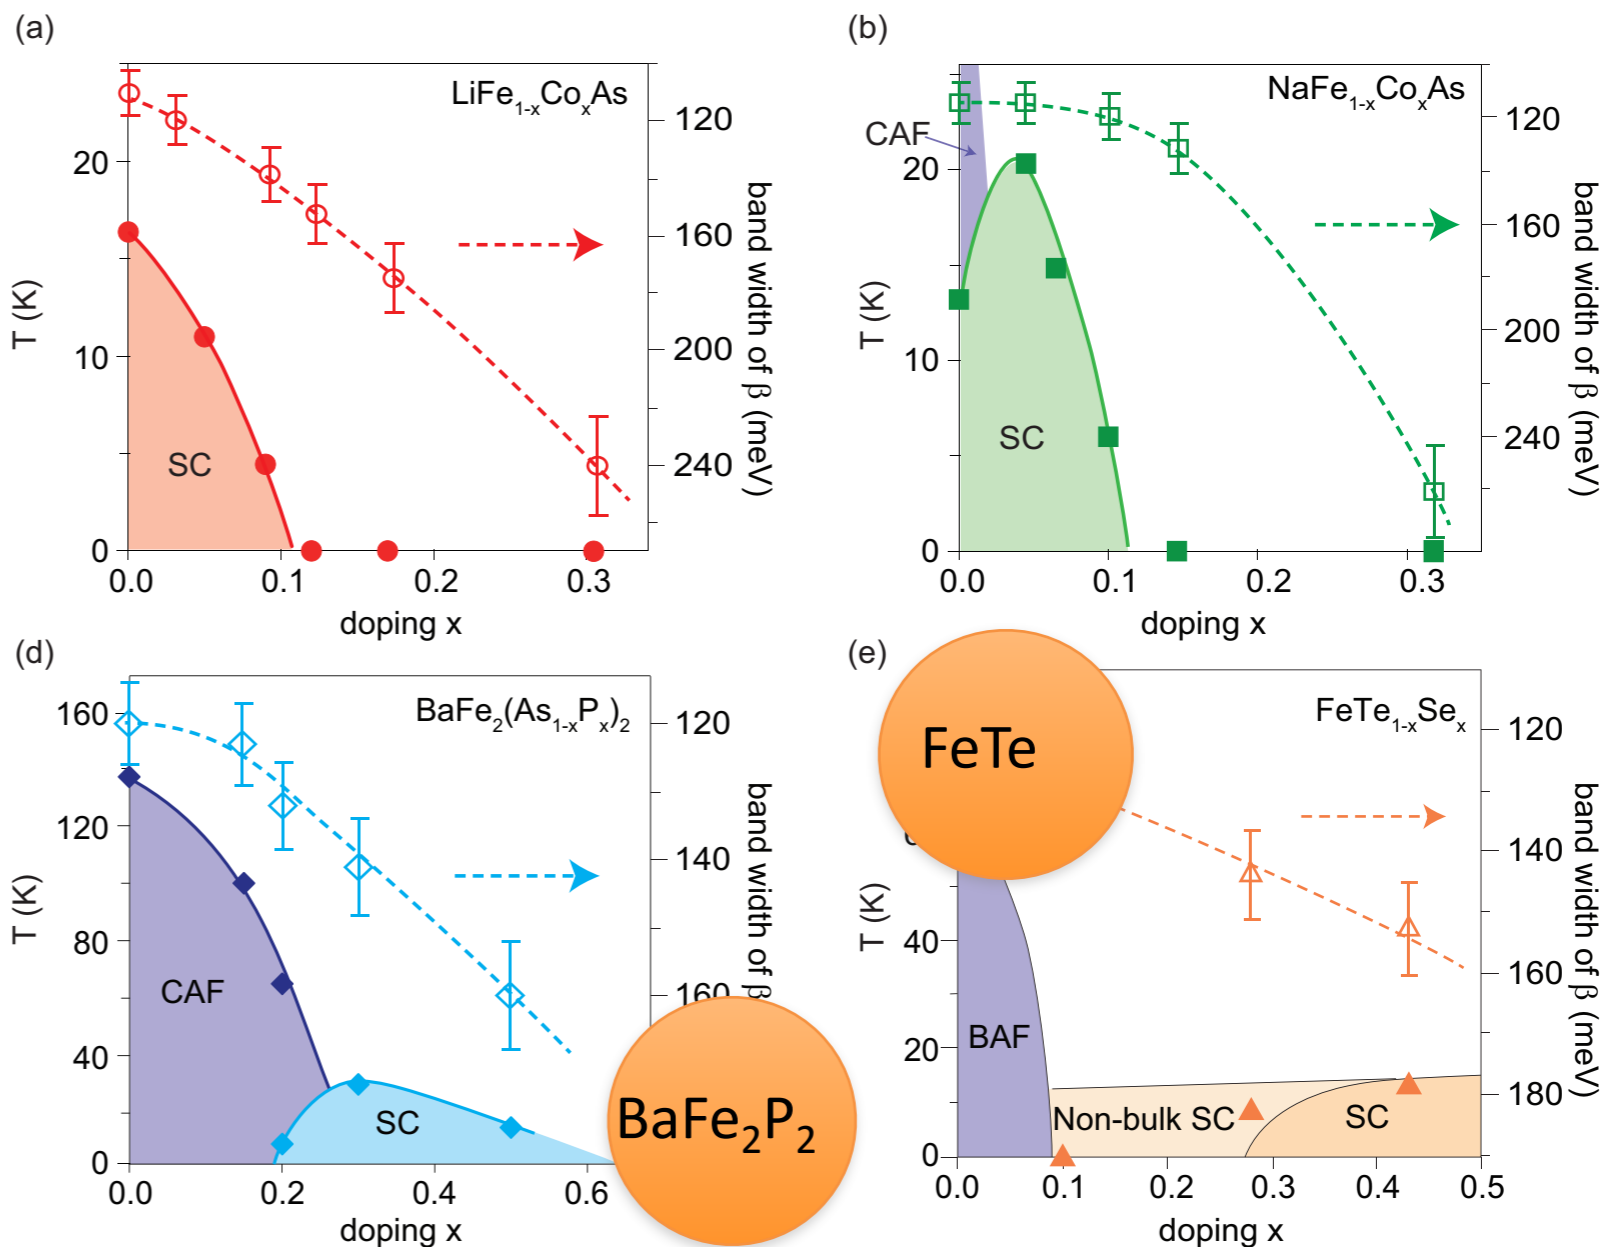 (a)
LiFe1-xCoxAs
20
10
0
T (K)
SC
0.0 0.1 0.2 0.3
doping x
120
160
200
240
band width of β (meV)
(b)
NaFe1-xCoxAs
CAF
20
10
0
T (K)
SC
0.0 0.1 0.2 0.3
doping x
120
160
200
240
band width of β (meV)
(d)
BaFe2(As1-xPx)2
160
120
80
40
0
T (K)
CAF
SC
0.0 0.2 0.4 0.6
doping x
120
140
160
band width of β
BaFe2P2
(e)
FeTe
FeTe1-xSex
40
20
0
T (K)
BAF
Non-bulk SC
SC
0.0 0.1 0.2 0.3 0.4 0.5
doping x
120
140
160
180
band width of β (meV)